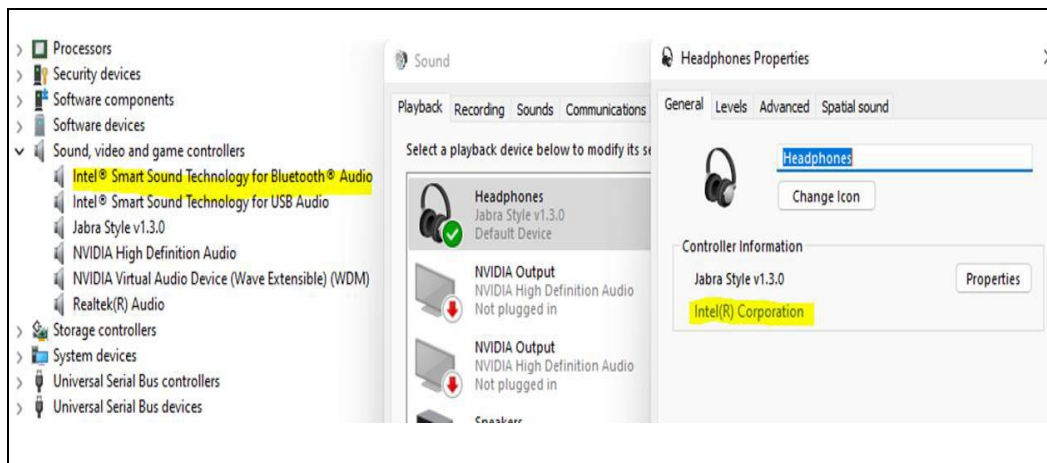 Processors
Security devices
Software components
Software devices
Sound, video and game controllers
Intel® Smart Sound Technology for Bluetooth® Audio
Intel® Smart Sound Technology for USB Audio
Jabra Style v1.3.0
NVIDIA High Definition Audio
NVIDIA Virtual Audio Device (Wave Extensible) (WDM)
Realtek(R) Audio
Storage controllers
System devices
Universal Serial Bus controllers
Universal Serial Bus devices
Sound
Playback Recording Sounds Communications
Select a playback device below to modify its se
Headphones
Jabra Style v1.3.0
Default Device
NVIDIA Output
NVIDIA High Definition Audio
Not plugged in
NVIDIA Output
NVIDIA High Definition Audio
Not plugged in
Speakers
Headphones Properties
General Levels Advanced Spatial sound
Headphones
Change Icon
Controller Information
Jabra Style v1.3.0
Properties
Intel(R) Corporation